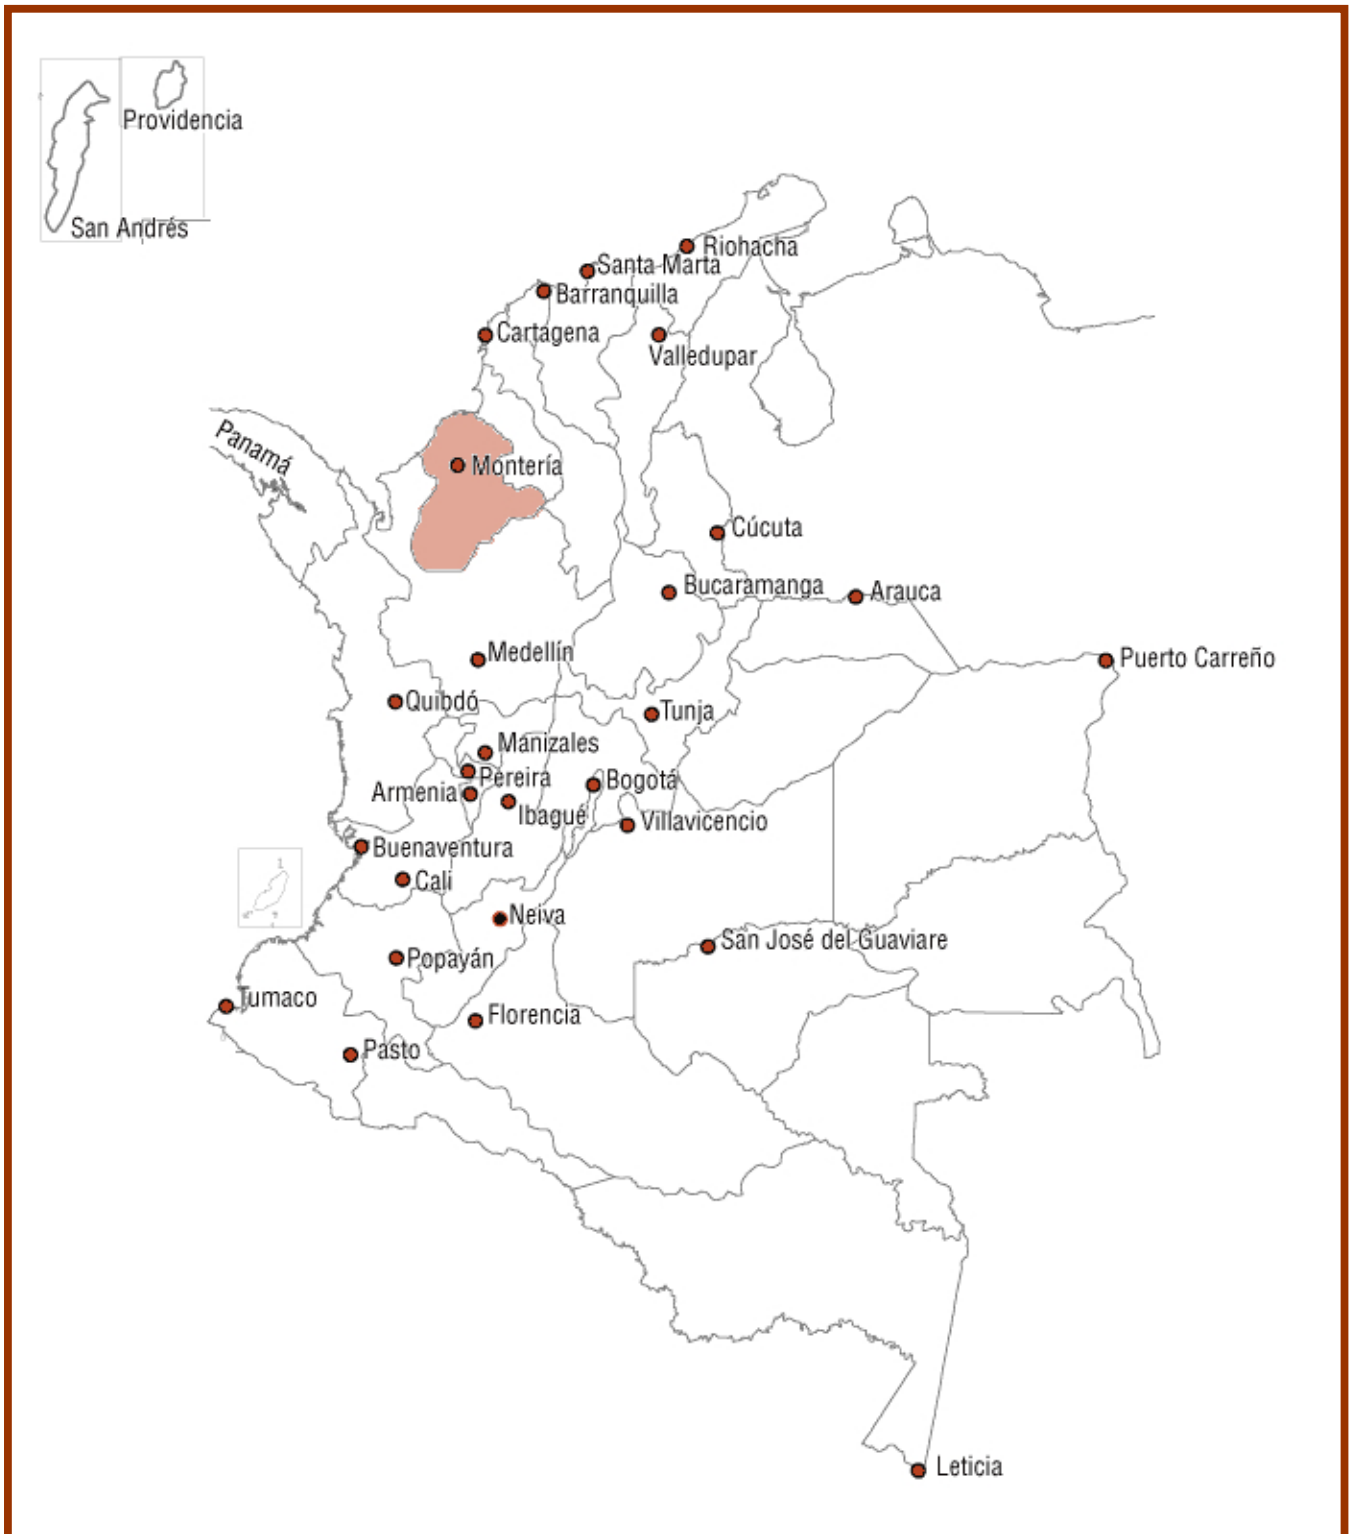 Providencia
San Andrés
Riohacha
Santa Marta
Barranquilla
Cartagena
Valledupar
Panamá
Montería
Cúcuta
Bucaramanga
Arauca
Medellín
Puerto Carreño
Quibdó
Tunja
Manizales
Pereira
Bogotá
Armenia
Ibagué
Villavicencio
Buenaventura
Cali
Neiva
San José del Guaviare
Popayán
Tumaco
Florencia
Pasto
Leticia